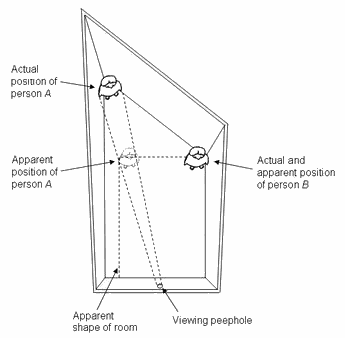 Actual
position of
person A
Apparent
position of
person A
Actual and
apparent position
of person B
Apparent
shape of room
Viewing peephole